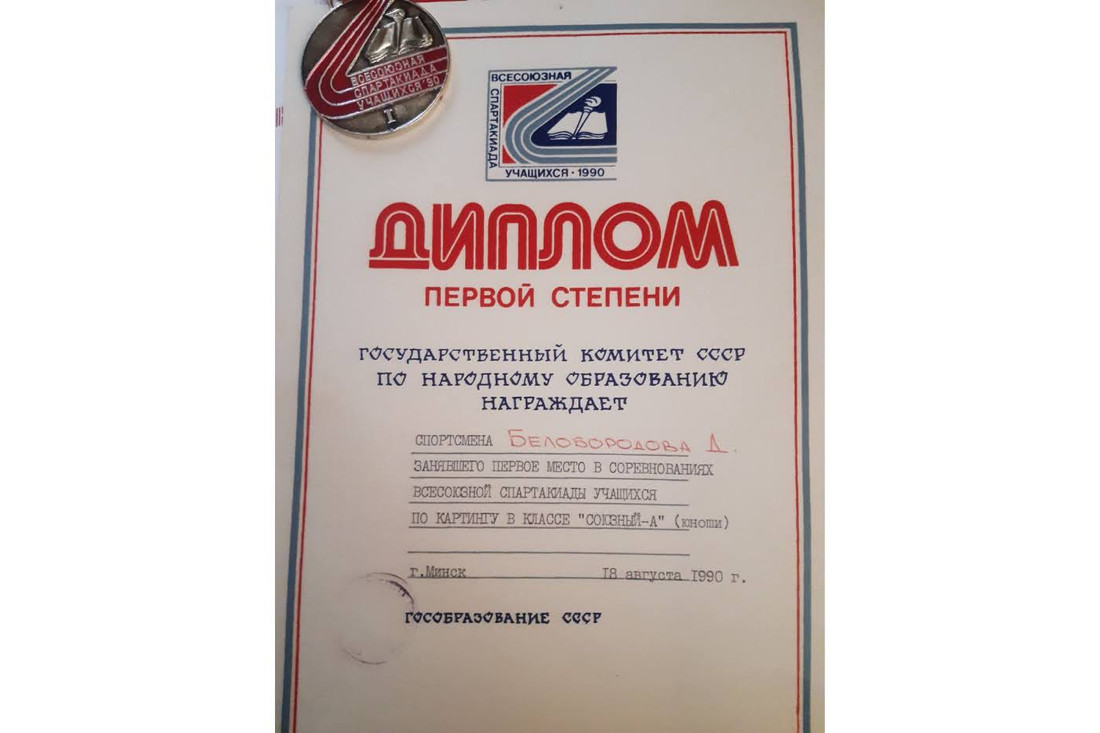 ВСЕСОЮЗНАЯ
СПАРТАКИАДА
УЧАЩИХСЯ'90
I
ВСЕСОЮЗНАЯ
СПАРТАКИАДА
УЧАЩИХСЯ · 1990
ДИПЛОМ
ПЕРВОЙ СТЕПЕНИ
ГОСУДАРСТВЕННЫЙ КОМИТЕТ СССР
ПО НАРОДНОМУ ОБРАЗОВАНИЮ
НАГРАЖДАЕТ
СПОРТСМЕНА БЕЛОБОРОДОВА Д.
ЗАНЯВШЕГО ПЕРВОЕ МЕСТО В СОРЕВНОВАНИЯХ
ВСЕСОЮЗНОЙ СПАРТАКИАДЫ УЧАЩИХСЯ
ПО КАРТИНГУ В КЛАССЕ "СОЮЗНЫЙ-А" (юноши)
г.Минск 18 августа 1990 г.
ГОСОБРАЗОВАНИЕ СССР